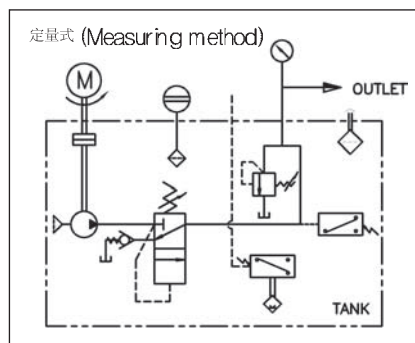 定量式 (Measuring method)
M
OUTLET
TANK